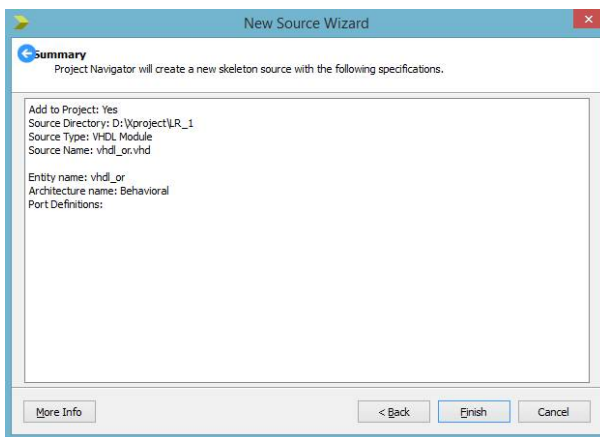 New Source Wizard
Summary
Project Navigator will create a new skeleton source with the following specifications.
Add to Project: Yes
Source Directory: D:\Xproject\LR_1
Source Type: VHDL Module
Source Name: vhdl_or.vhd
Entity name: vhdl_or
Architecture name: Behavioral
Port Definitions:
More Info
< Back
Finish
Cancel